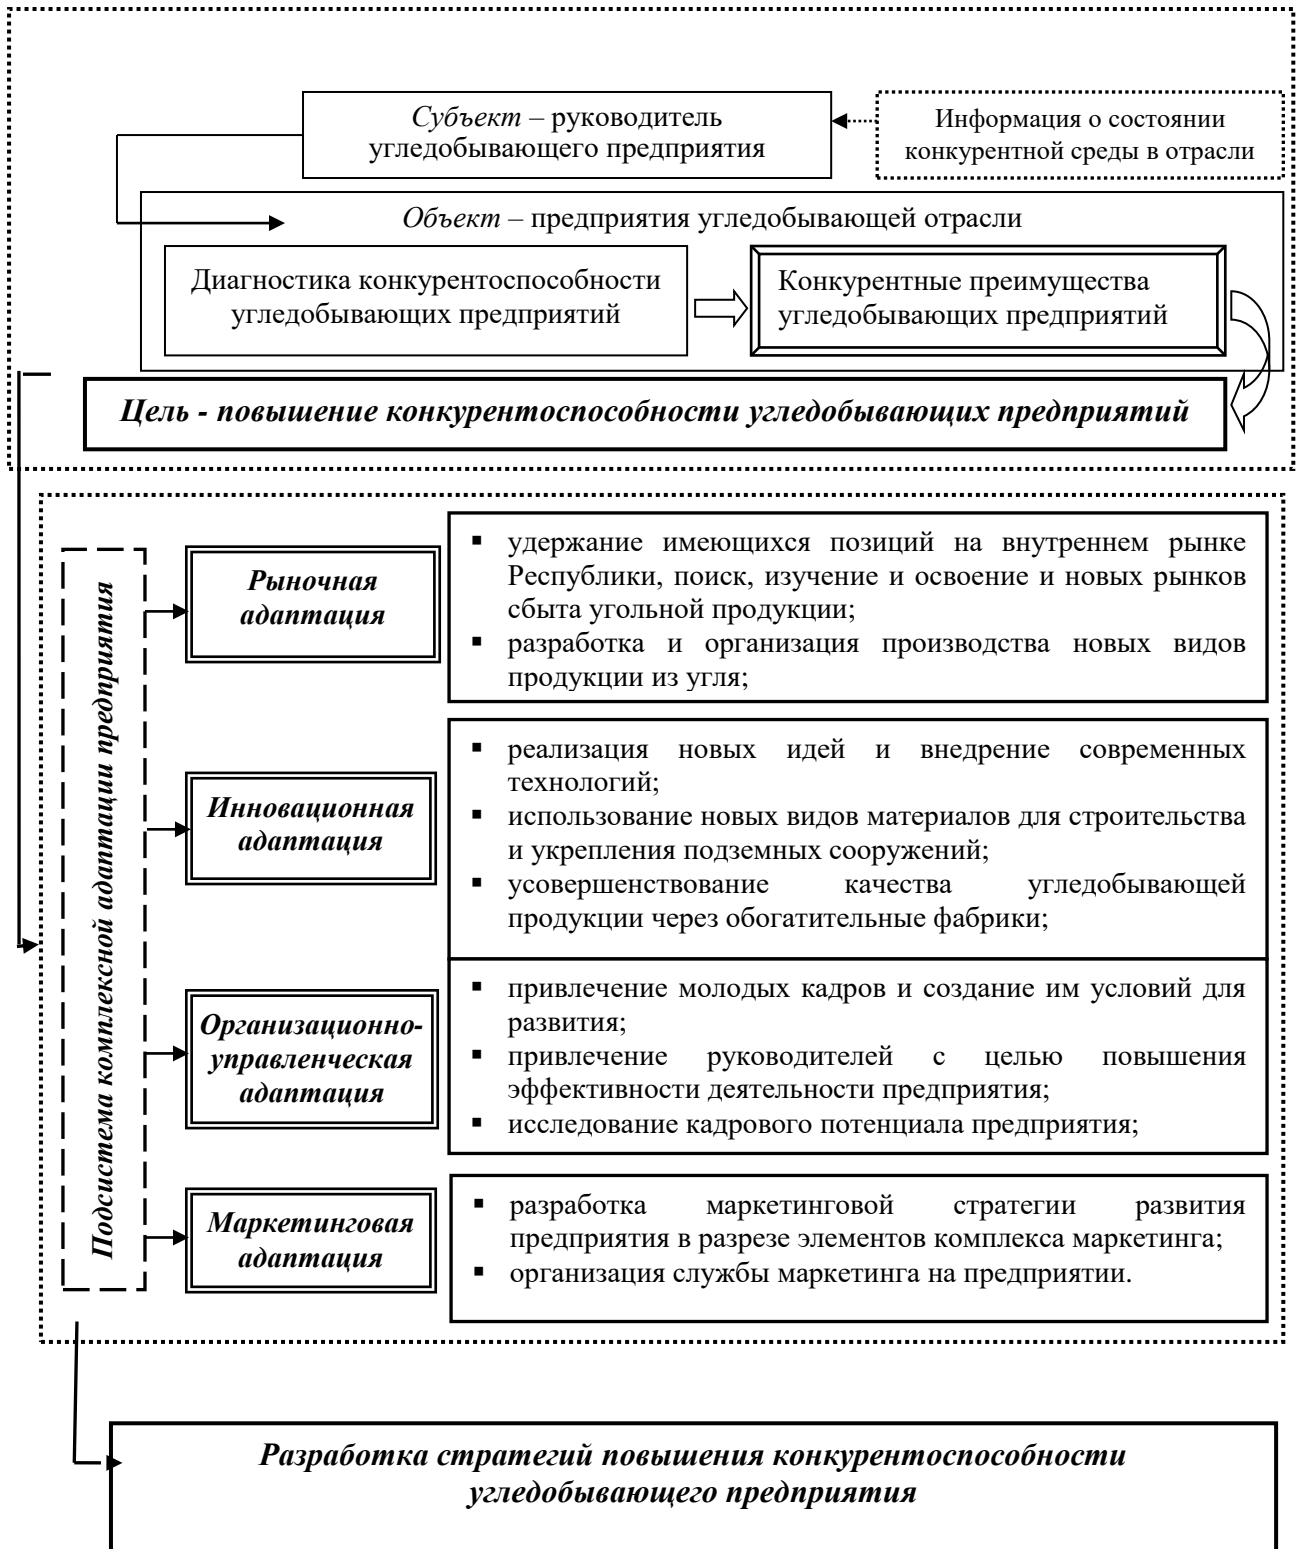 Субъект – руководитель
угледобывающего предприятия
Информация о состоянии
конкурентной среды в отрасли
Объект – предприятия угледобывающей отрасли
Диагностика конкурентоспособности
угледобывающих предприятий
Конкурентные преимущества
угледобывающих предприятий
Цель - повышение конкурентоспособности угледобывающих предприятий
Подсистема комплексной адаптации предприятия
Рыночная
адаптация
▪ удержание имеющихся позиций на внутреннем рынке
Республики, поиск, изучение и освоение и новых рынков
сбыта угольной продукции;
▪ разработка и организация производства новых видов
продукции из угля;
Инновационная
адаптация
▪ реализация новых идей и внедрение современных
технологий;
▪ использование новых видов материалов для строительства
и укрепления подземных сооружений;
▪ усовершенствование качества угледобывающей
продукции через обогатительные фабрики;
Организационно-
управленческая
адаптация
▪ привлечение молодых кадров и создание им условий для
развития;
▪ привлечение руководителей с целью повышения
эффективности деятельности предприятия;
▪ исследование кадрового потенциала предприятия;
Маркетинговая
адаптация
▪ разработка маркетинговой стратегии развития
предприятия в разрезе элементов комплекса маркетинга;
▪ организация службы маркетинга на предприятии.
Разработка стратегий повышения конкурентоспособности
угледобывающего предприятия